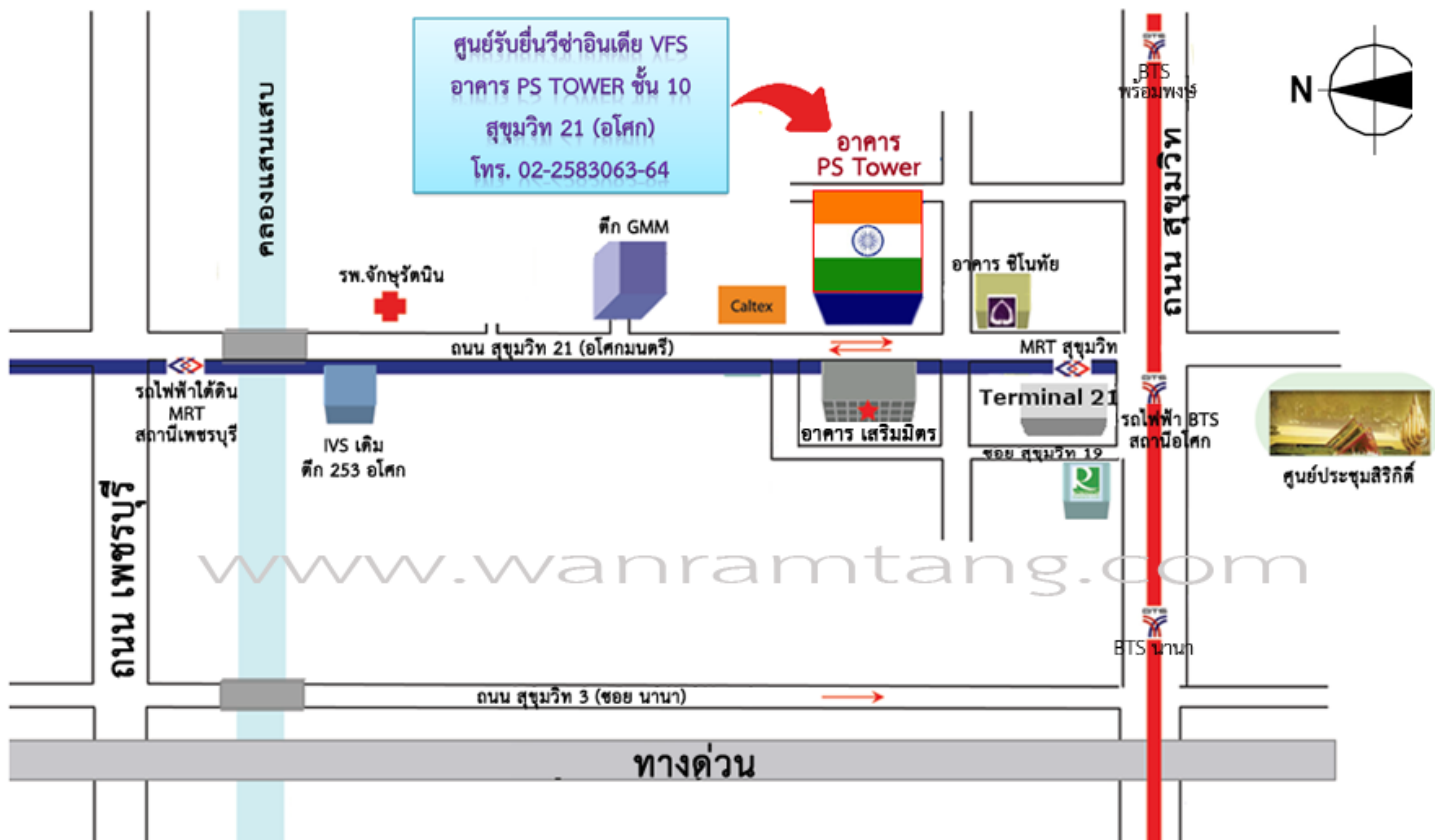 ศูนย์รับยื่นวีซ่าอินเดีย VFS
อาคาร PS TOWER ชั้น 10
สุขุมวิท 21 (อโศก)
โทร. 02-2583063-64
BTS
BTS
พร้อมพงษ์
N
คลองแสนแสบ
อาคาร
PS Tower
ถนน สุขุมวิท
ตึก GMM
รพ.จักษุรัตนิน
อาคาร ชิโนทัย
Caltex
ถนน สุขุมวิท 21 (อโศกมนตรี)
MRT สุขุมวิท
รถไฟฟ้าใต้ดิน
MRT
สถานีเพชรบุรี
Terminal 21
BTS
รถไฟฟ้า BTS
สถานีอโศก
อาคาร เสริมมิตร
IVS เดิม
ตึก 253 อโศก
ซอย สุขุมวิท 19
ศูนย์ประชุมสิริกิติ์
ถนน เพชรบุรี
www.wanramtang.com
BTS
BTS นานา
ถนน สุขุมวิท 3 (ซอย นานา)
ทางด่วน